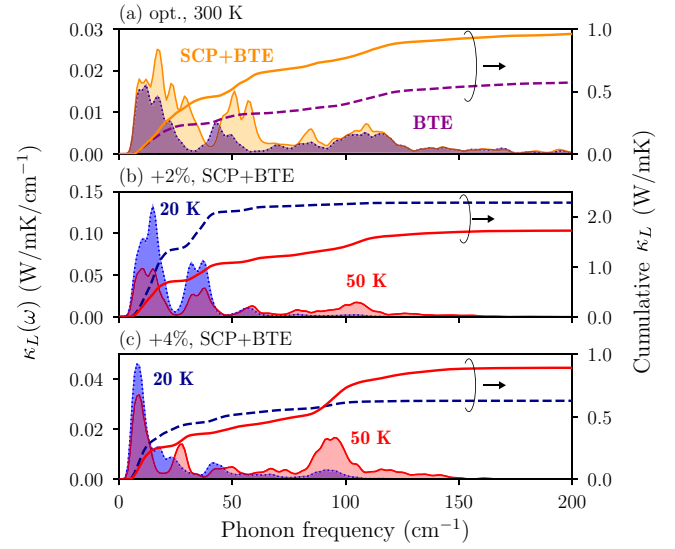 (a) opt., 300 K
0.03
0.02
0.01
0.00
SCP+BTE
BTE
1.0
0.5
0.0
(b) +2%, SCP+BTE
0.15
0.10
0.05
0.00
20 K
50 K
2.0
1.0
0.0
(c) +4%, SCP+BTE
0.04
0.02
0.00
20 K
50 K
1.0
0.5
0.0
0 50 100 150 200
Phonon frequency (cm⁻¹)
κ_L(ω) (W/mK/cm⁻¹)
Cumulative κ_L (W/mK)